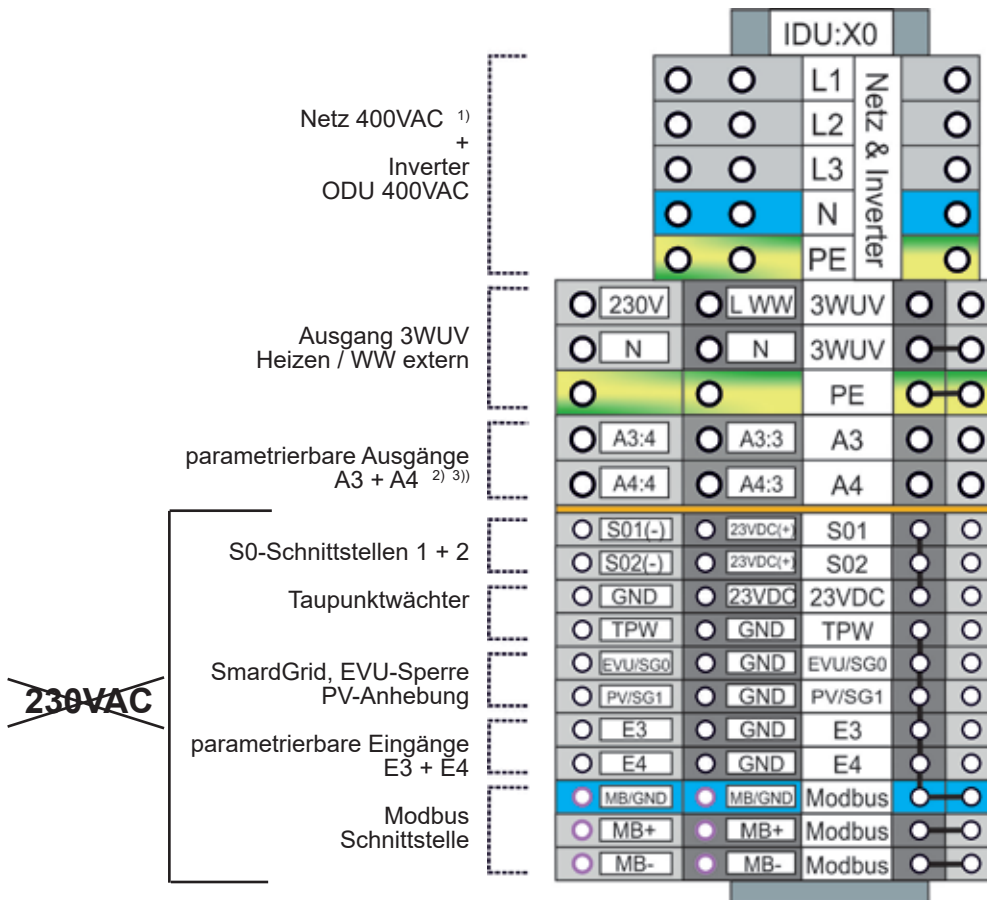 IDU:X0
Netz 400VAC 1)
+
Inverter
ODU 400VAC
L1
L2
L3
N
PE
Netz & Inverter
Ausgang 3WUV
Heizen / WW extern
230V L WW 3WUV
N N 3WUV
PE
parametrierbare Ausgänge
A3 + A4 2) 3))
A3:4 A3:3 A3
A4:4 A4:3 A4
230VAC
S0-Schnittstellen 1 + 2
S01(-) 23VDC(+) S01
S02(-) 23VDC(+) S02
Taupunktwächter
GND 23VDC 23VDC
TPW GND TPW
SmardGrid, EVU-Sperre
PV-Anhebung
EVU/SG0 GND EVU/SG0
PV/SG1 GND PV/SG1
parametrierbare Eingänge
E3 + E4
E3 GND E3
E4 GND E4
Modbus
Schnittstelle
MB/GND MB/GND Modbus
MB+ MB+ Modbus
MB- MB- Modbus